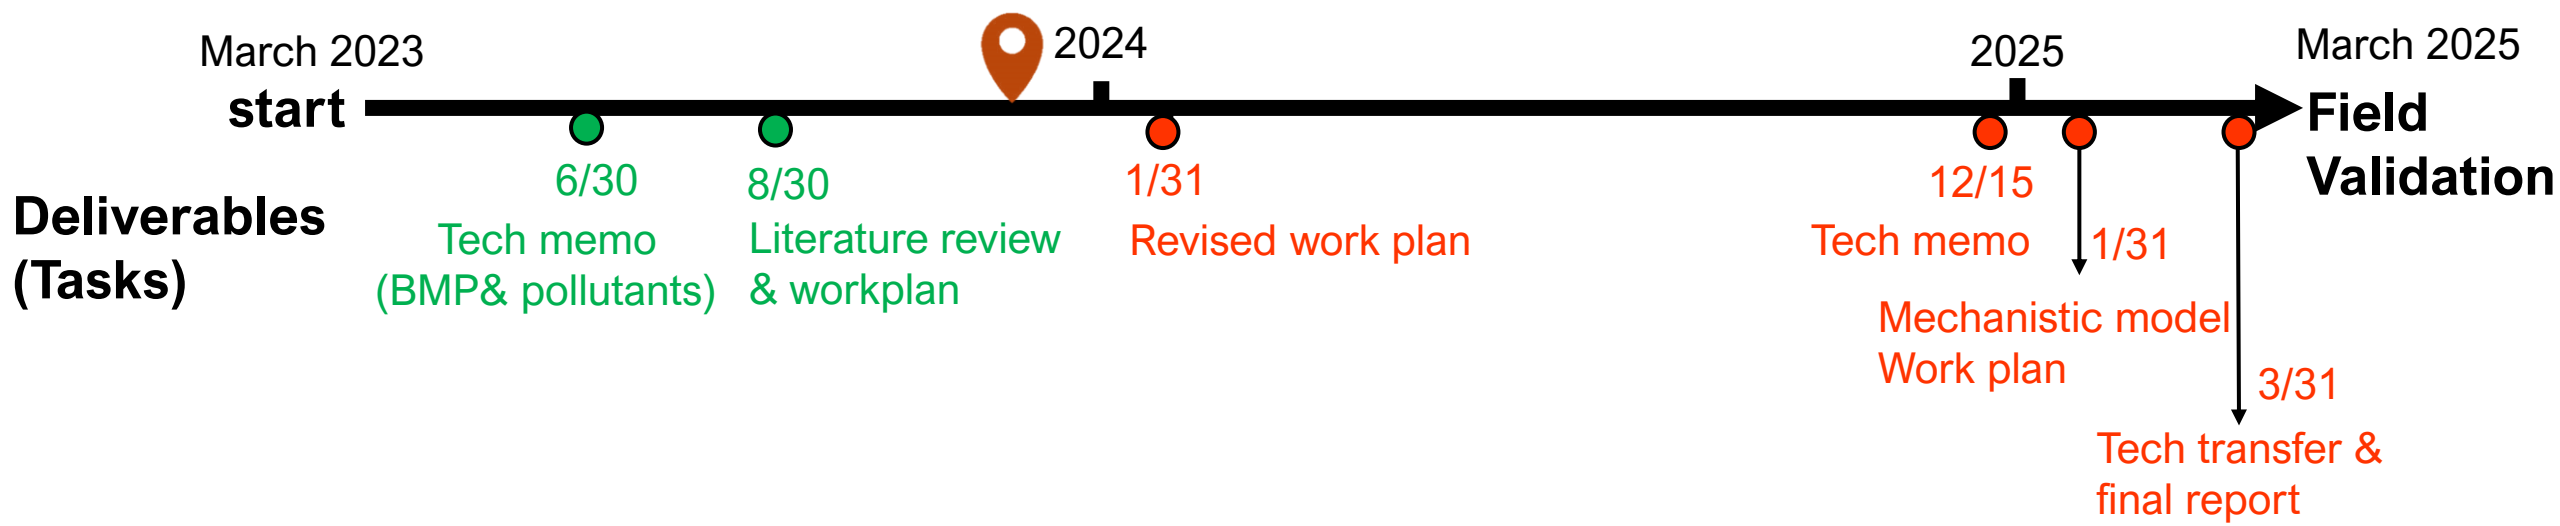 March 2023
2024
2025
March 2025
start
Field
Validation
Deliverables
(Tasks)
6/30
Tech memo
(BMP& pollutants)
8/30
Literature review
& workplan
1/31
Revised work plan
12/15
Tech memo
1/31
Mechanistic model
Work plan
3/31
Tech transfer &
final report